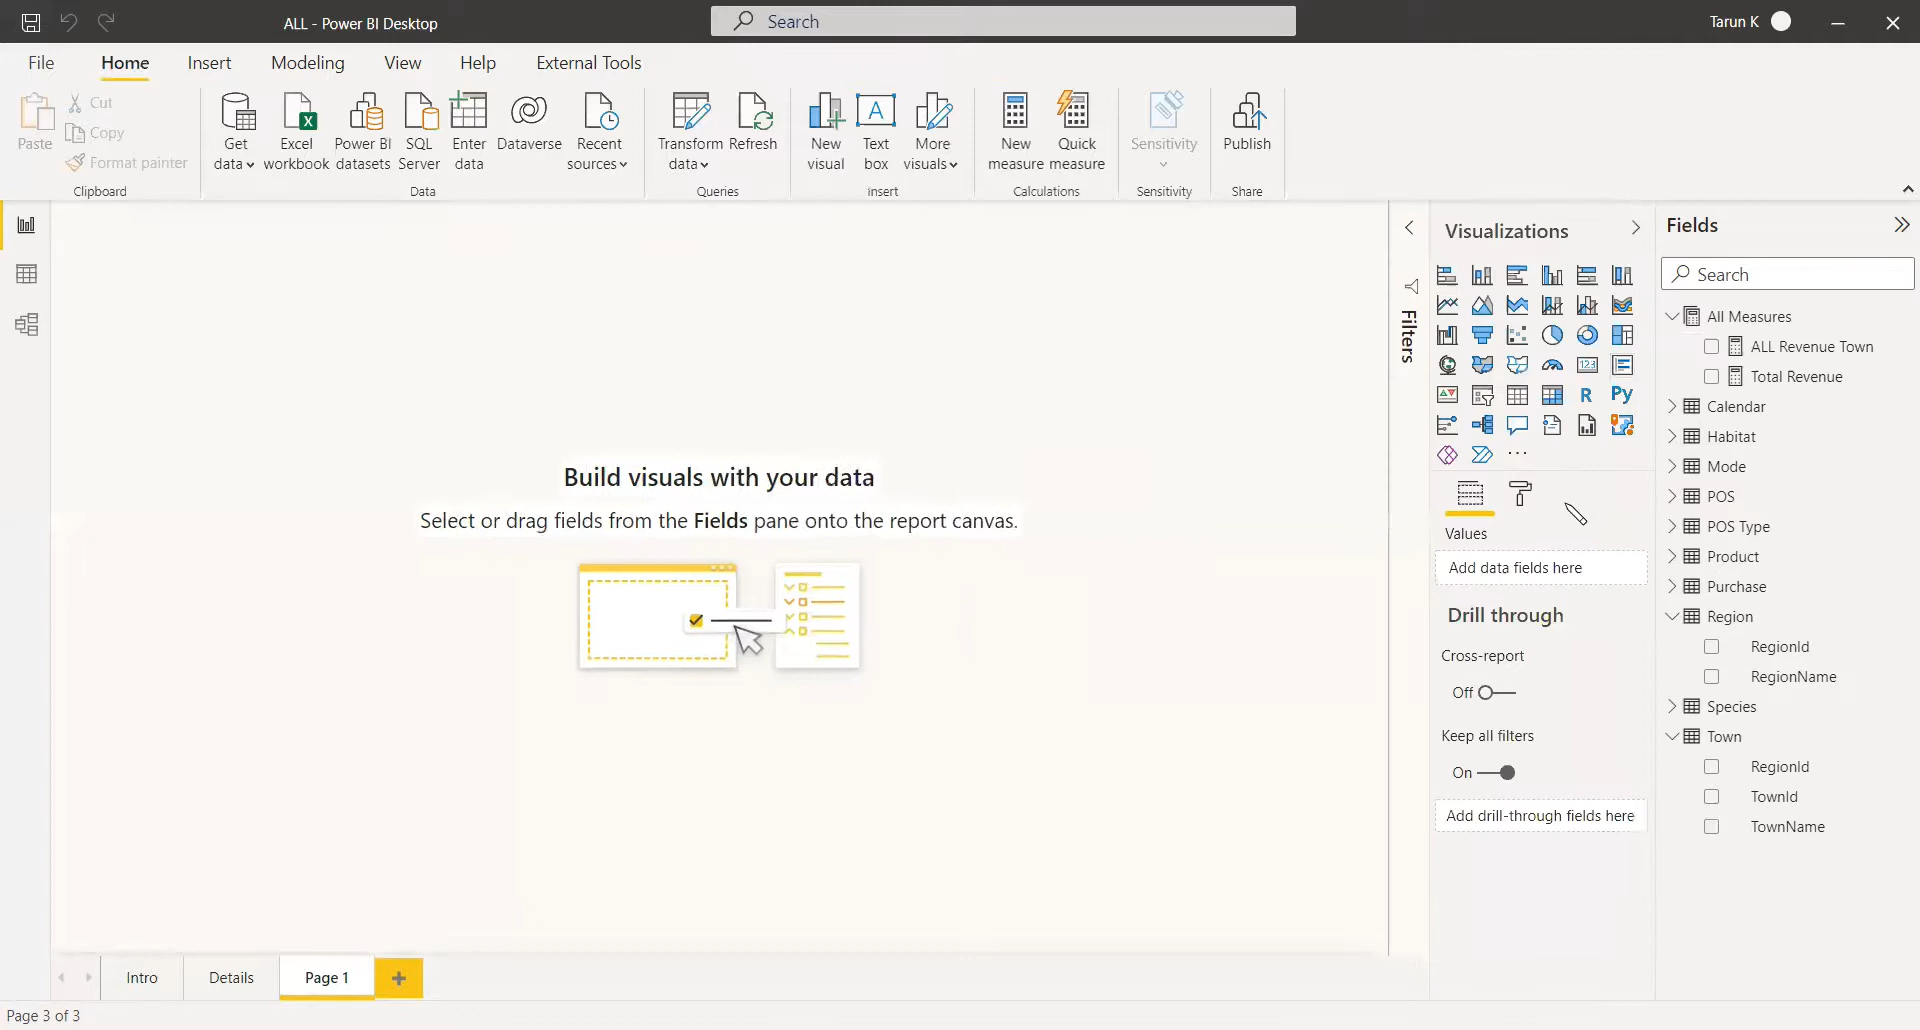 ALL - Power BI Desktop
Search
Tarun K
File Home Insert Modeling View Help External Tools
Paste
Cut
Copy
Format painter
Clipboard
Get data
Excel workbook
Power BI datasets
SQL Server
Enter data
Dataverse
Recent sources
Data
Transform data
Refresh
Queries
New visual
A
Text box
More visuals
Insert
New measure
Quick measure
Calculations
Sensitivity
Sensitivity
Publish
Share
Build visuals with your data
Select or drag fields from the Fields pane onto the report canvas.
Filters
Visualizations
123
R
Py
...
Values
Add data fields here
Drill through
Cross-report
Off
Keep all filters
On
Add drill-through fields here
Fields
Search
All Measures
ALL Revenue Town
Total Revenue
Calendar
Habitat
Mode
POS
POS Type
Product
Purchase
Region
RegionId
RegionName
Species
Town
RegionId
TownId
TownName
Intro
Details
Page 1
+
Page 3 of 3